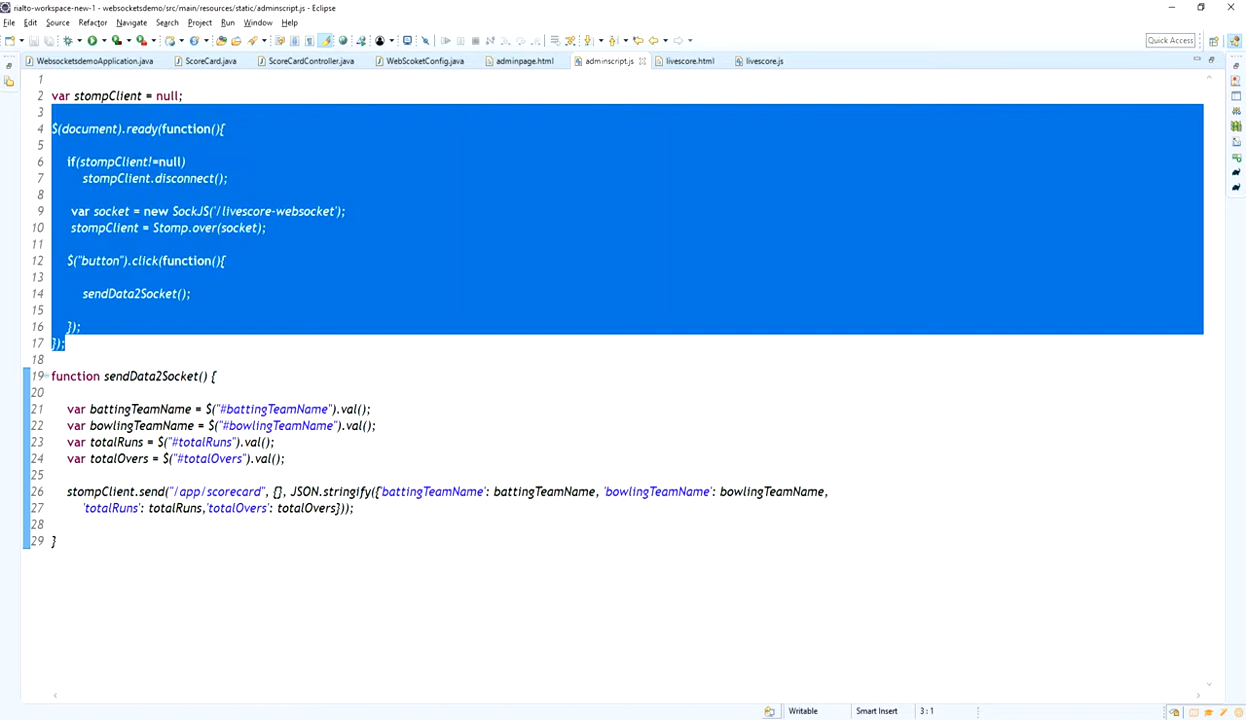 rialto-workspace-new-1 - websocketsdemo/src/main/resources/static/adminscript.js - Eclipse
File Edit Source Refactor Navigate Search Project Run Window Help
Quick Access
WebsocketsdemoApplication.java ScoreCard.java ScoreCardController.java WebScoketConfig.java adminpage.html adminscript.js livescore.html livescore.js
1
2 var stompClient = null;
3
4 $(document).ready(function(){
5
6 if(stompClient!=null)
7 stompClient.disconnect();
8
9 var socket = new SockJS('/livescore-websocket');
10 stompClient = Stomp.over(socket);
11
12 $("button").click(function(){
13
14 sendData2Socket();
15
16 });
17 });
18
19 function sendData2Socket() {
20
21 var battingTeamName = $("#battingTeamName").val();
22 var bowlingTeamName = $("#bowlingTeamName").val();
23 var totalRuns = $("#totalRuns").val();
24 var totalOvers = $("#totalOvers").val();
25
26 stompClient.send("/app/scorecard", {}, JSON.stringify({'battingTeamName': battingTeamName, 'bowlingTeamName': bowlingTeamName,
27 'totalRuns': totalRuns,'totalOvers': totalOvers}));
28
29 }
Writable Smart Insert 3 : 1